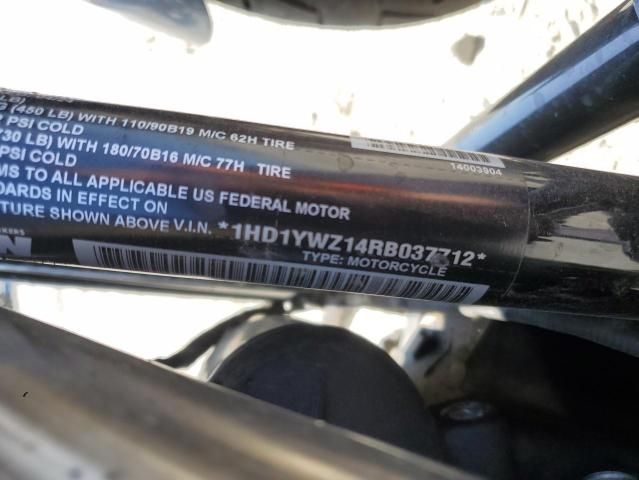 LB)
(450 LB) WITH 110/90B19 M/C 62H TIRE
PSI COLD
730 LB) WITH 180/70B16 M/C 77H TIRE
PSI COLD
MS TO ALL APPLICABLE US FEDERAL MOTOR
DARDS IN EFFECT ON
TURE SHOWN ABOVE V.I.N. *1HD1YWZ14RB037712*
TYPE: MOTORCYCLE
14003904